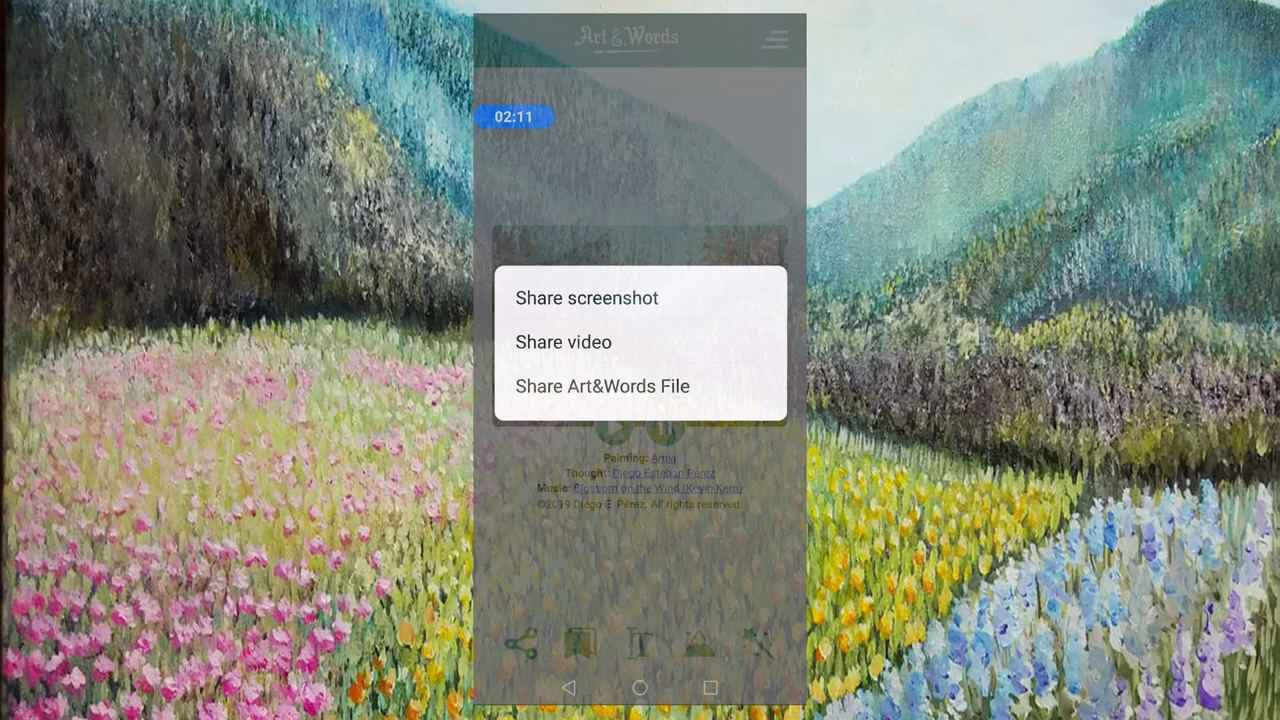 Art & Words
02:11
Share screenshot
Share video
Share Art&Words File
Painting: Amvi
Thought: Diego Esteban Pérez
Music: Blossom on the Wind (Kevin Kern)
©2019 Diego E. Pérez. All rights reserved.